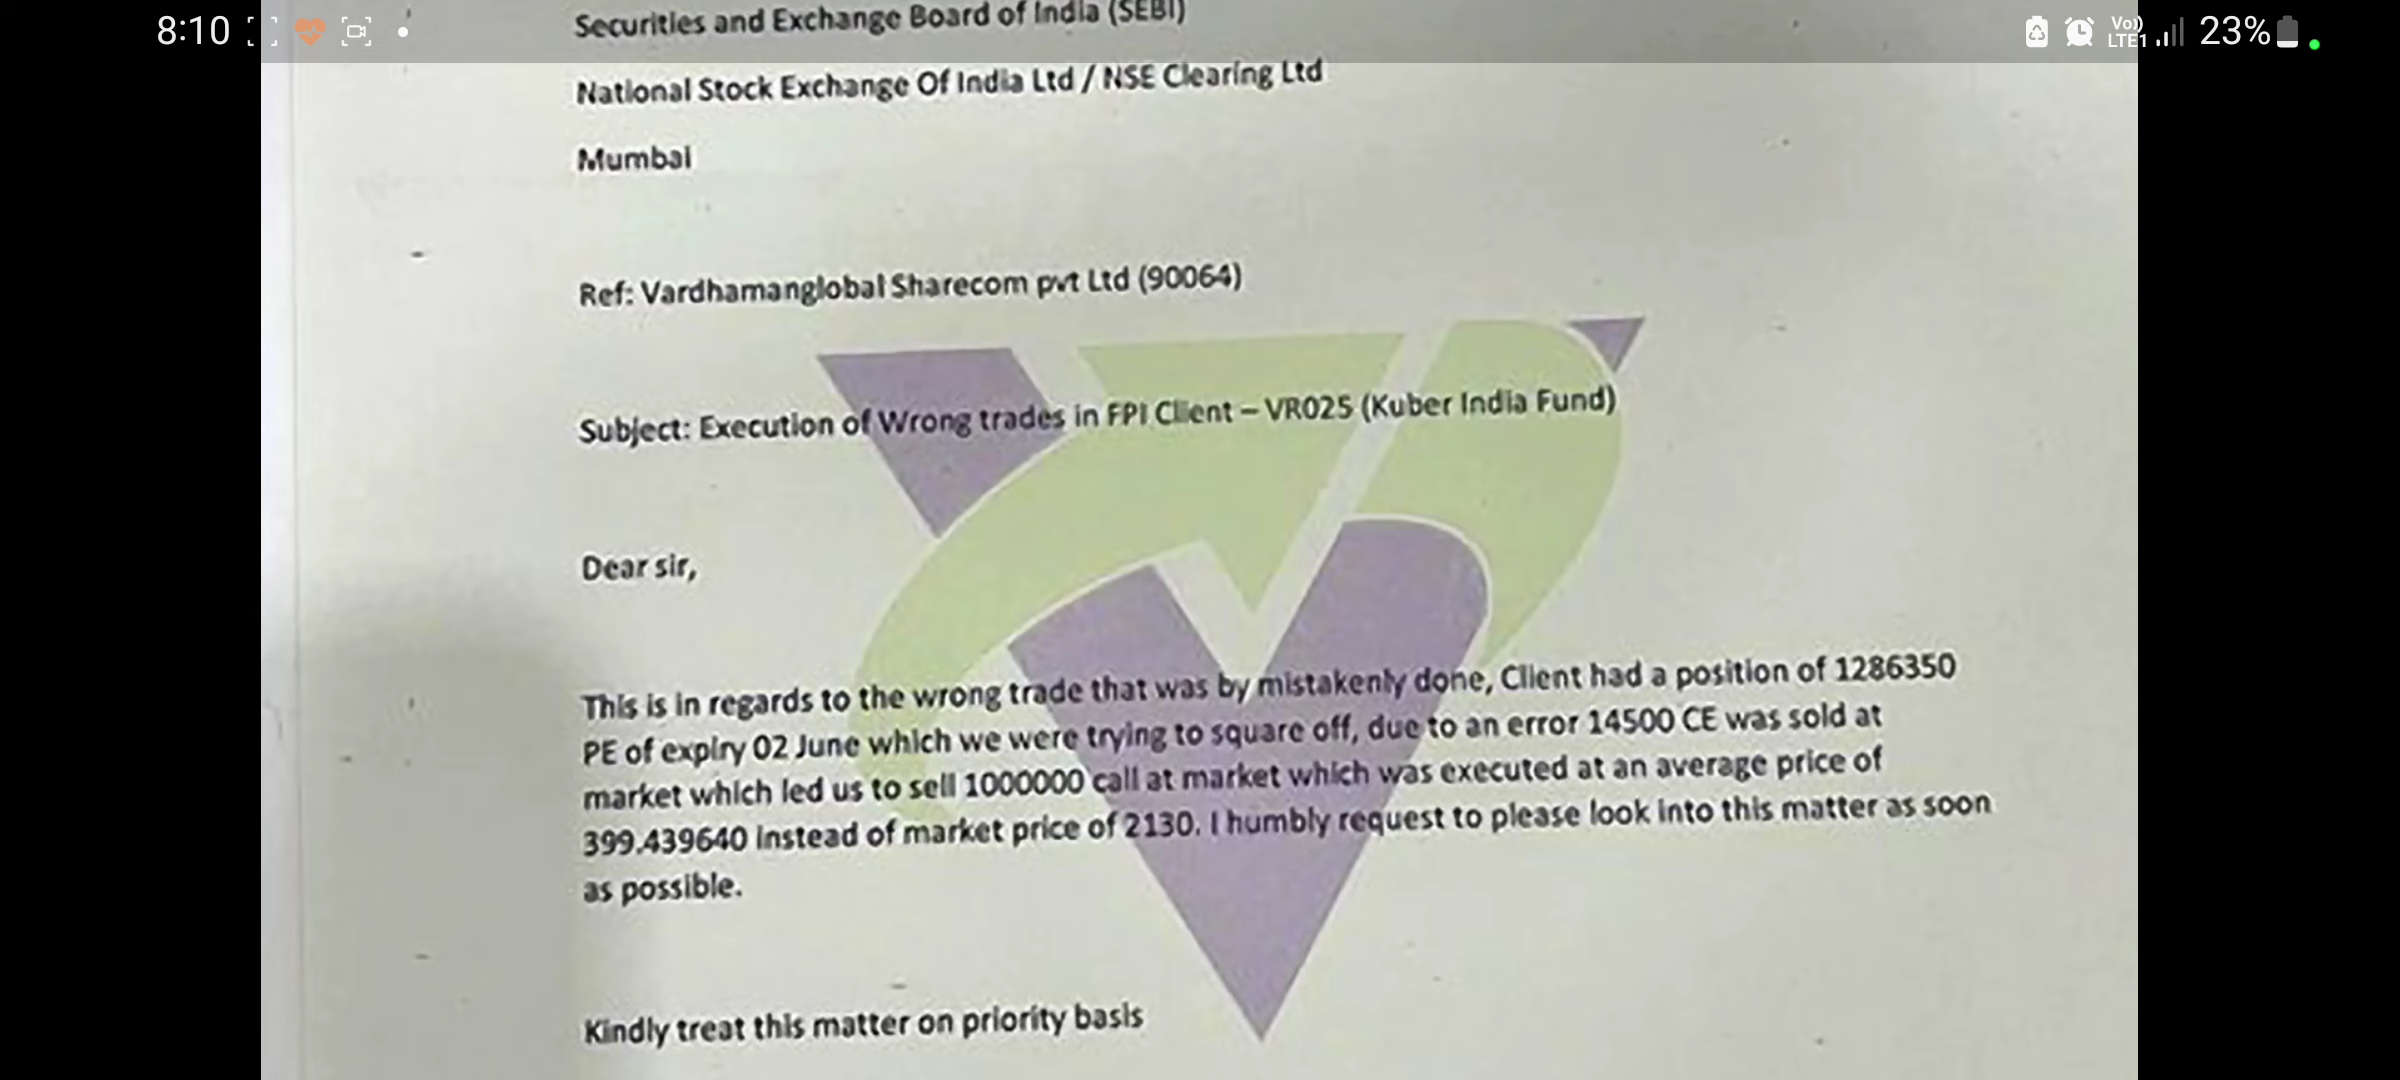 8:10
Vo))
LTE1
23%
Securities and Exchange Board of India (SEBI)
National Stock Exchange Of India Ltd / NSE Clearing Ltd
Mumbai
Ref: Vardhamanglobal Sharecom pvt Ltd (90064)
Subject: Execution of Wrong trades in FPI Client – VR025 (Kuber India Fund)
Dear sir,
This is in regards to the wrong trade that was by mistakenly done, Client had a position of 1286350
PE of expiry 02 June which we were trying to square off, due to an error 14500 CE was sold at
market which led us to sell 1000000 call at market which was executed at an average price of
399.439640 instead of market price of 2130. I humbly request to please look into this matter as soon
as possible.
Kindly treat this matter on priority basis